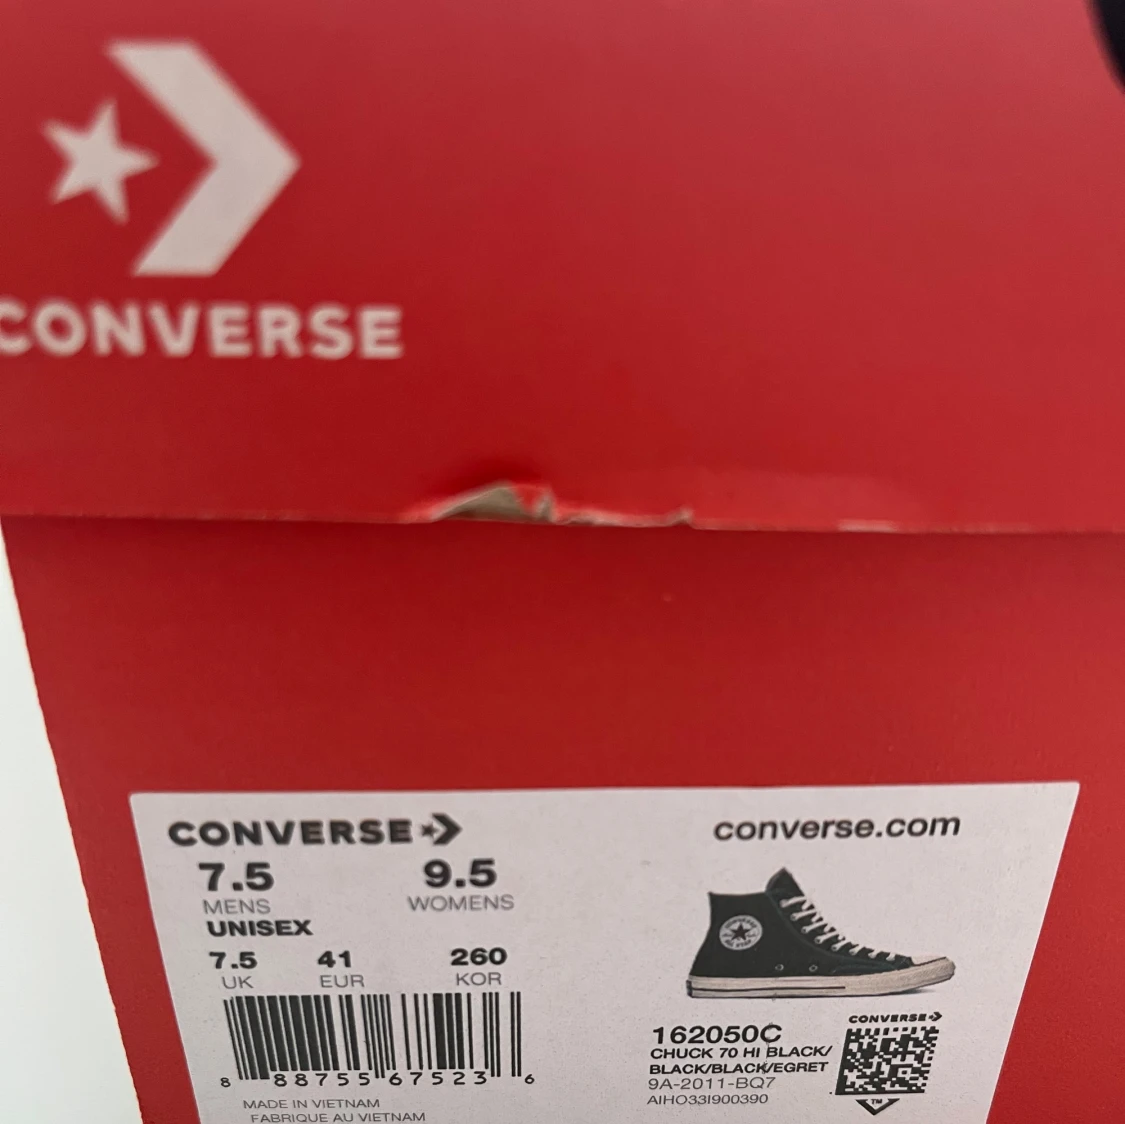 CONVERSE
CONVERSE
converse.com
7.5 9.5
MENS WOMENS
UNISEX
7.5 41 260
UK EUR KOR
8 88755 67523 6
MADE IN VIETNAM
FABRIQUE AU VIETNAM
CONVERSE
162050C
CHUCK 70 HI BLACK/
BLACK/BLACK/EGRET
9A-2011-BQ7
AIHO33I900390
TM